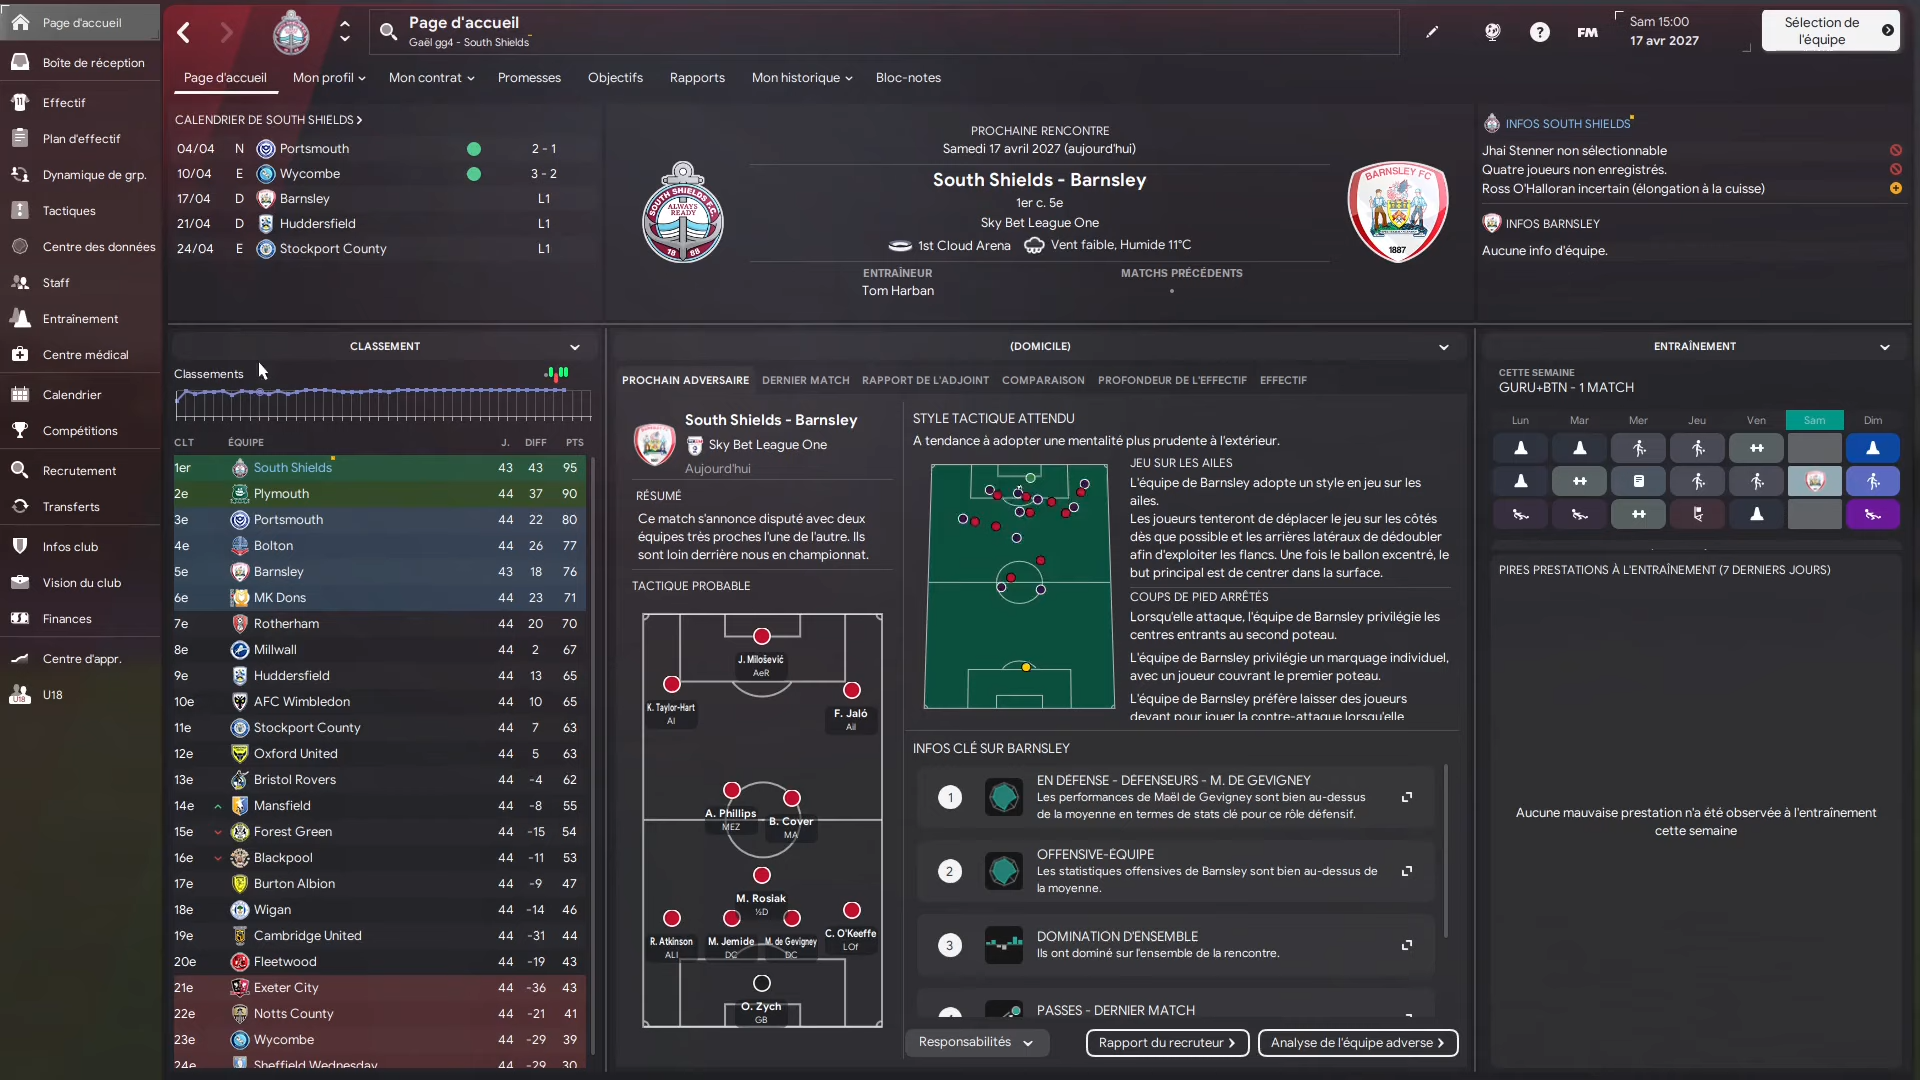 Page d'accueil
Boîte de réception
Effectif
Plan d'effectif
Dynamique de grp.
Tactiques
Centre des données
Staff
Entraînement
Centre médical
Calendrier
Compétitions
Recrutement
Transferts
Infos club
Vision du club
Finances
Centre d'appr.
U18
Page d'accueil
Gaël gg4 - South Shields
FM
Sam 15:00
17 avr 2027
Sélection de
l'équipe
Page d'accueil Mon profil Mon contrat Promesses Objectifs Rapports Mon historique Bloc-notes
CALENDRIER DE SOUTH SHIELDS
04/04 N Portsmouth 2 - 1
10/04 E Wycombe 3 - 2
17/04 D Barnsley L1
21/04 D Huddersfield L1
24/04 E Stockport County L1
PROCHAINE RENCONTRE
Samedi 17 avril 2027 (aujourd'hui)
South Shields - Barnsley
1er c. 5e
Sky Bet League One
1st Cloud Arena Vent faible, Humide 11°C
ENTRAÎNEUR
Tom Harban
MATCHS PRÉCÉDENTS
SOUTH SHIELDS F.C.
ALWAYS READY
BARNSLEY FC
1887
INFOS SOUTH SHIELDS
Jhai Stenner non sélectionnable
Quatre joueurs non enregistrés.
Ross O'Halloran incertain (élongation à la cuisse)
INFOS BARNSLEY
Aucune info d'équipe.
CLASSEMENT
Classements
CLT ÉQUIPE J. DIFF PTS
1er South Shields 43 43 95
2e Plymouth 44 37 90
3e Portsmouth 44 22 80
4e Bolton 44 26 77
5e Barnsley 43 18 76
6e MK Dons 44 23 71
7e Rotherham 44 20 70
8e Millwall 44 2 67
9e Huddersfield 44 13 65
10e AFC Wimbledon 44 10 65
11e Stockport County 44 7 63
12e Oxford United 44 5 63
13e Bristol Rovers 44 -4 62
14e Mansfield 44 -8 55
15e Forest Green 44 -15 54
16e Blackpool 44 -11 53
17e Burton Albion 44 -9 47
18e Wigan 44 -14 46
19e Cambridge United 44 -31 44
20e Fleetwood 44 -19 43
21e Exeter City 44 -36 43
22e Notts County 44 -21 41
23e Wycombe 44 -29 39
24e Sheffield Wednesday 44 -29 30
(DOMICILE)
PROCHAIN ADVERSAIRE DERNIER MATCH RAPPORT DE L'ADJOINT COMPARAISON PROFONDEUR DE L'EFFECTIF EFFECTIF
South Shields - Barnsley
Sky Bet League One
Aujourd'hui
RÉSUMÉ
Ce match s'annonce disputé avec deux
équipes très proches l'une de l'autre. Ils
sont loin derrière nous en championnat.
TACTIQUE PROBABLE
J. Milošević
AeR
K. Taylor-Hart
AI
F. Jaló
Ail
A. Phillips
MEZ
B. Cover
MA
M. Rosiak
½D
R. Atkinson
ALI
M. Jemide
DC
M. de Gevigney
DC
C. O'Keeffe
LOf
O. Zych
GB
STYLE TACTIQUE ATTENDU
A tendance à adopter une mentalité plus prudente à l'extérieur.
JEU SUR LES AILES
L'équipe de Barnsley adopte un style en jeu sur les
ailes.
Les joueurs tenteront de déplacer le jeu sur les côtés
dès que possible et les arrières latéraux de dédoubler
afin d'exploiter les flancs. Une fois le ballon excentré, le
but principal est de centrer dans la surface.
COUPS DE PIED ARRÊTÉS
Lorsqu'elle attaque, l'équipe de Barnsley privilégie les
centres entrants au second poteau.
L'équipe de Barnsley privilégie un marquage individuel,
avec un joueur couvrant le premier poteau.
L'équipe de Barnsley préfère laisser des joueurs
devant pour jouer la contre-attaque lorsqu'elle
INFOS CLÉ SUR BARNSLEY
1 EN DÉFENSE - DÉFENSEURS - M. DE GEVIGNEY
Les performances de Maël de Gevigney sont bien au-dessus
de la moyenne en termes de stats clé pour ce rôle défensif.
2 OFFENSIVE-ÉQUIPE
Les statistiques offensives de Barnsley sont bien au-dessus de
la moyenne.
3 DOMINATION D'ENSEMBLE
Ils ont dominé sur l'ensemble de la rencontre.
PASSES - DERNIER MATCH
Responsabilités
Rapport du recruteur
Analyse de l'équipe adverse
ENTRAÎNEMENT
CETTE SEMAINE
GURU+BTN - 1 MATCH
Lun Mar Mer Jeu Ven Sam Dim
PIRES PRESTATIONS À L'ENTRAÎNEMENT (7 DERNIERS JOURS)
Aucune mauvaise prestation n'a été observée à l'entraînement
cette semaine